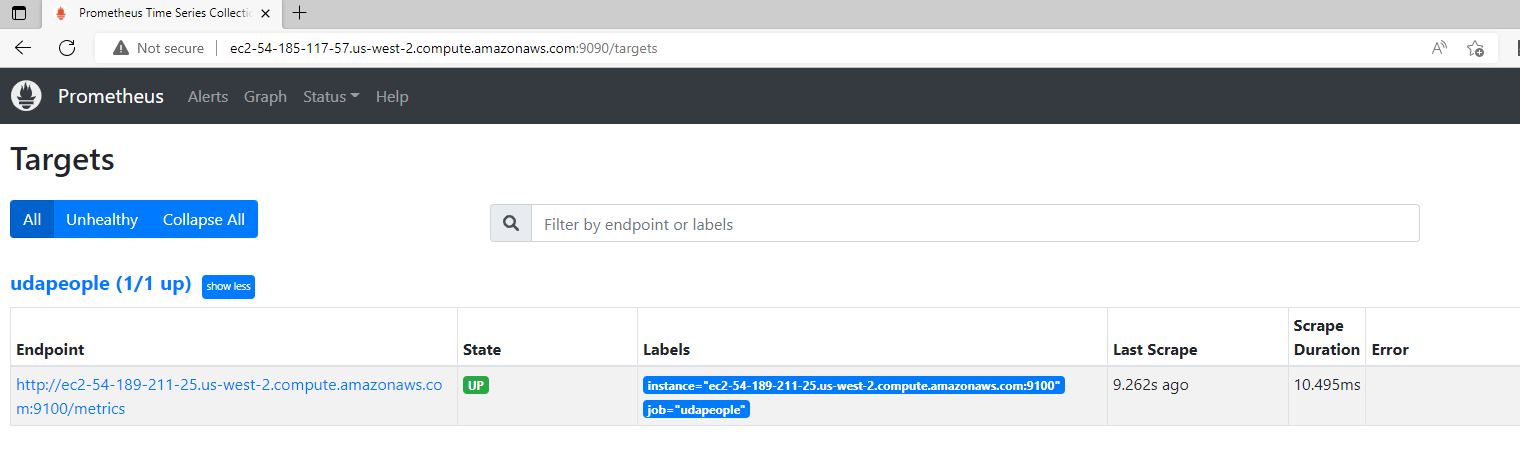 Prometheus Time Series Collectio
Not secure ec2-54-185-117-57.us-west-2.compute.amazonaws.com:9090/targets
Prometheus Alerts Graph Status Help
Targets
All Unhealthy Collapse All
Filter by endpoint or labels
udapeople (1/1 up) show less
Endpoint State Labels Last Scrape Scrape Duration Error
http://ec2-54-189-211-25.us-west-2.compute.amazonaws.co
m:9100/metrics
UP
instance="ec2-54-189-211-25.us-west-2.compute.amazonaws.com:9100"
job="udapeople"
9.262s ago
10.495ms